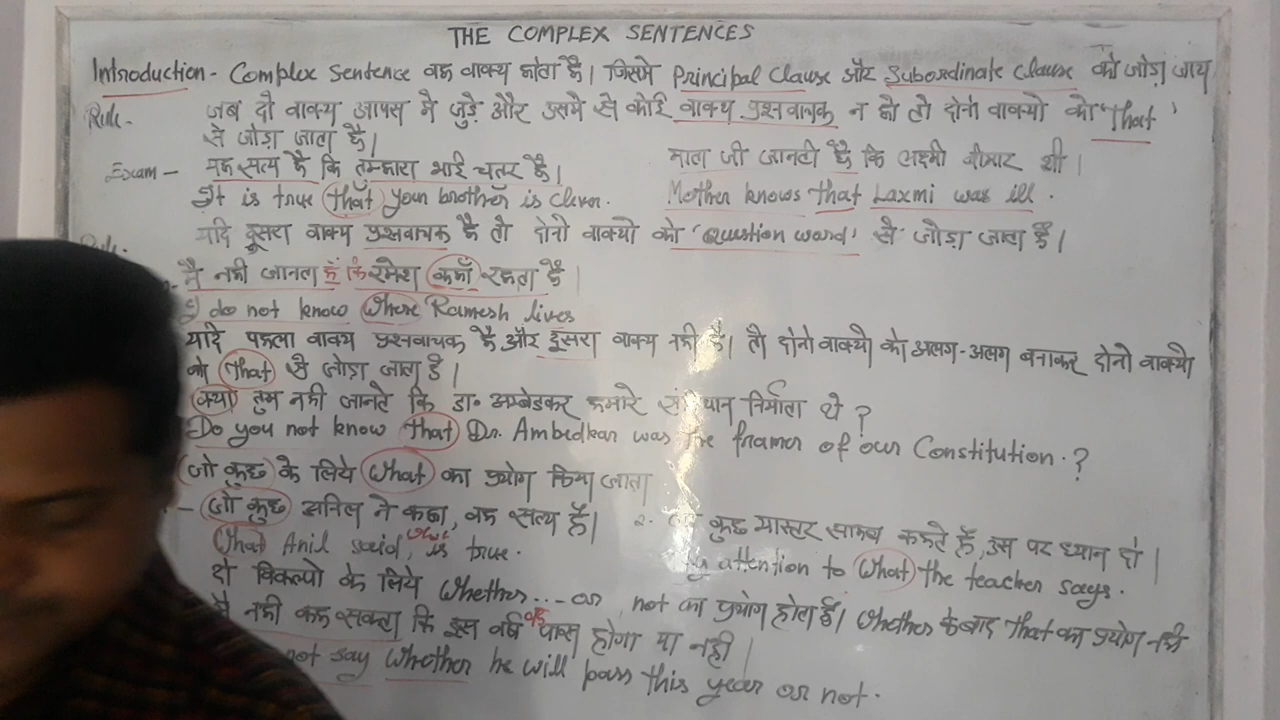 THE COMPLEX SENTENCES
Introduction - Complex sentence वह वाक्य होता है। जिसमे Principal clause और Subordinate clause को जोड़ा जाय
Rule- जब दो वाक्य आपस मे जुड़े और उसमे से कोई वाक्य प्रश्नवाचक न हो तो दोनो वाक्यो को 'that'
से जोड़ा जाता है।
Exam - यह सत्य है कि तुम्हारा भाई चतुर है। माता जी जानती है कि लक्ष्मी बीमार थी।
It is true that your brother is clever. Mother knows that Laxmi was ill.
यदि दूसरा वाक्य प्रश्नवाचक है तो दोनो वाक्यो को 'Question word' से जोड़ा जाता है।
मै नही जानता हूँ कि रमेश कहाँ रहता है।
I do not know where Ramesh lives
यदि पहला वाक्य प्रश्नवाचक है और दूसरा वाक्य नही है। तो दोनो वाक्यो को अलग-अलग बनाकर दोनो वाक्यो
को that से जोड़ा जाता है।
क्या तुम नही जानते कि डा० अम्बेडकर हमारे निर्माता थे?
Do you not know that Dr. Ambedkar was the framer of our Constitution.?
जो कुछ के लिये what का प्रयोग किया जाता
- जो कुछ अनिल ने कहा, वह सत्य है। 2. कुछ मास्टर साहब कहते हैं, उस पर ध्यान दो।
What Anil said, is true. attention to what the teacher says.
दो विकल्पो के लिये whether... or not का प्रयोग होता है। whether के बाद that का प्रयोग नही
मै नही कह सकता कि इस वर्ष वह पास होगा या नही।
not say whether he will pass this year or not.